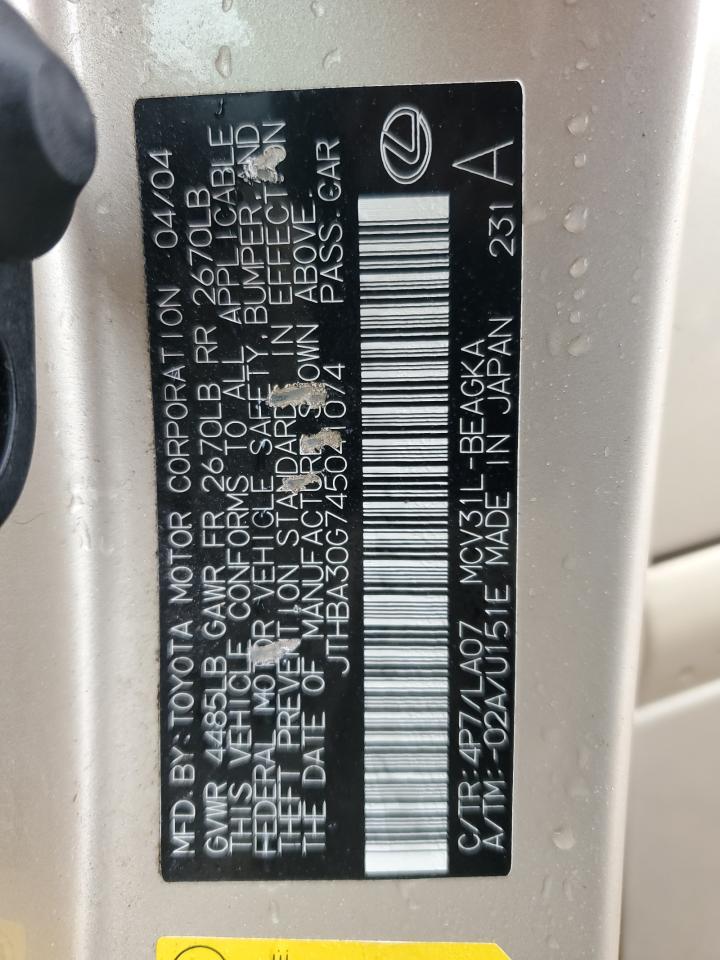 MFD. BY: TOYOTA MOTOR CORPORATION 04/04
GVWR 4485LB GAWR FR 2670LB RR 2670LB
THIS VEHICLE CONFORMS TO ALL APPLICABLE
FEDERAL MOTOR VEHICLE SAFETY, BUMPER, AND
THEFT PREVENTION STANDARDS IN EFFECT ON
THE DATE OF MANUFACTURE SHOWN ABOVE.
PASS. CAR
C/TR: 4P7/LA07 MCV31L-BEAGKA
A/TM: -02A/U151E MADE IN JAPAN 231 A